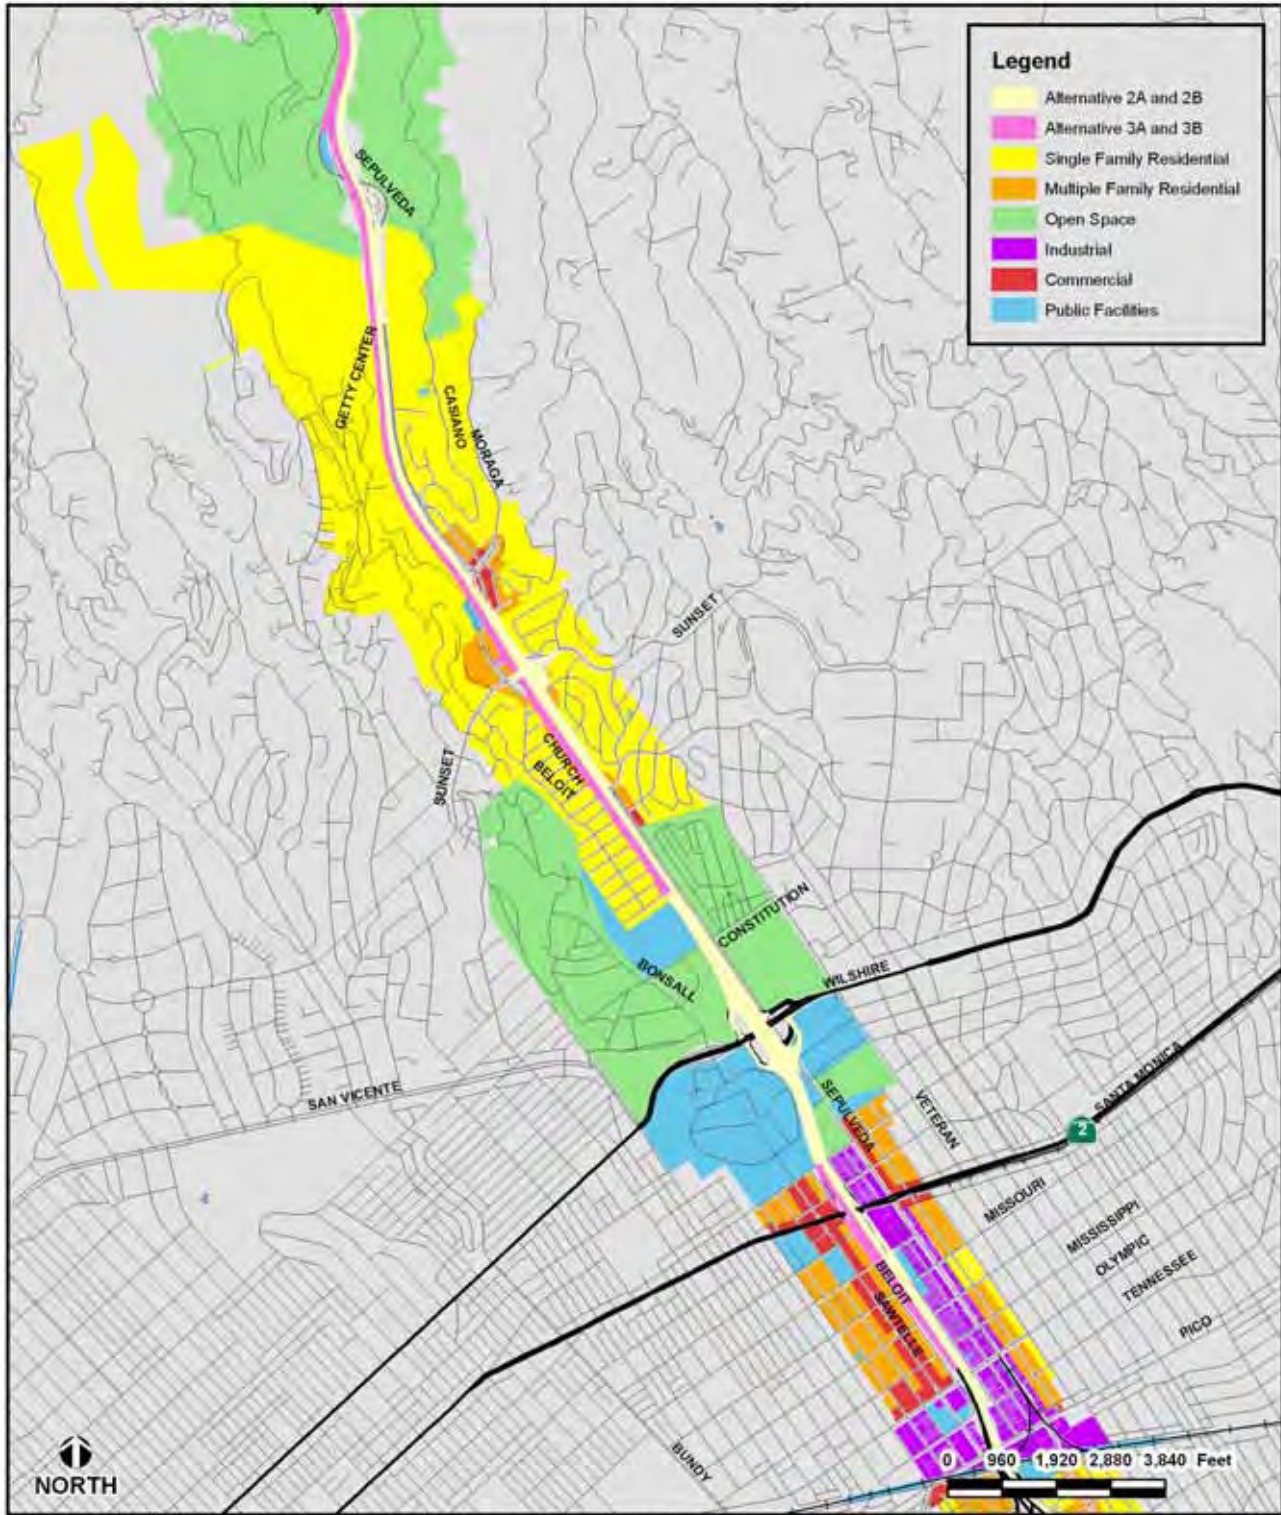 Legend
Alternative 2A and 2B
Alternative 3A and 3B
Single Family Residential
Multiple Family Residential
Open Space
Industrial
Commercial
Public Facilities
SEPULVEDA
GETTY CENTER
CASIANO
MORAGA
SUNSET
SUNSET
CHURCH
BELOIT
CONSTITUTION
BONSALL
WILSHIRE
SAN VICENTE
SEPULVEDA
VETERAN
SANTA MONICA
2
MISSOURI
MISSISSIPPI
OLYMPIC
TENNESSEE
PICO
BELOIT
SAWTELLE
BUNDY
NORTH
0 960 1,920 2,880 3,840 Feet